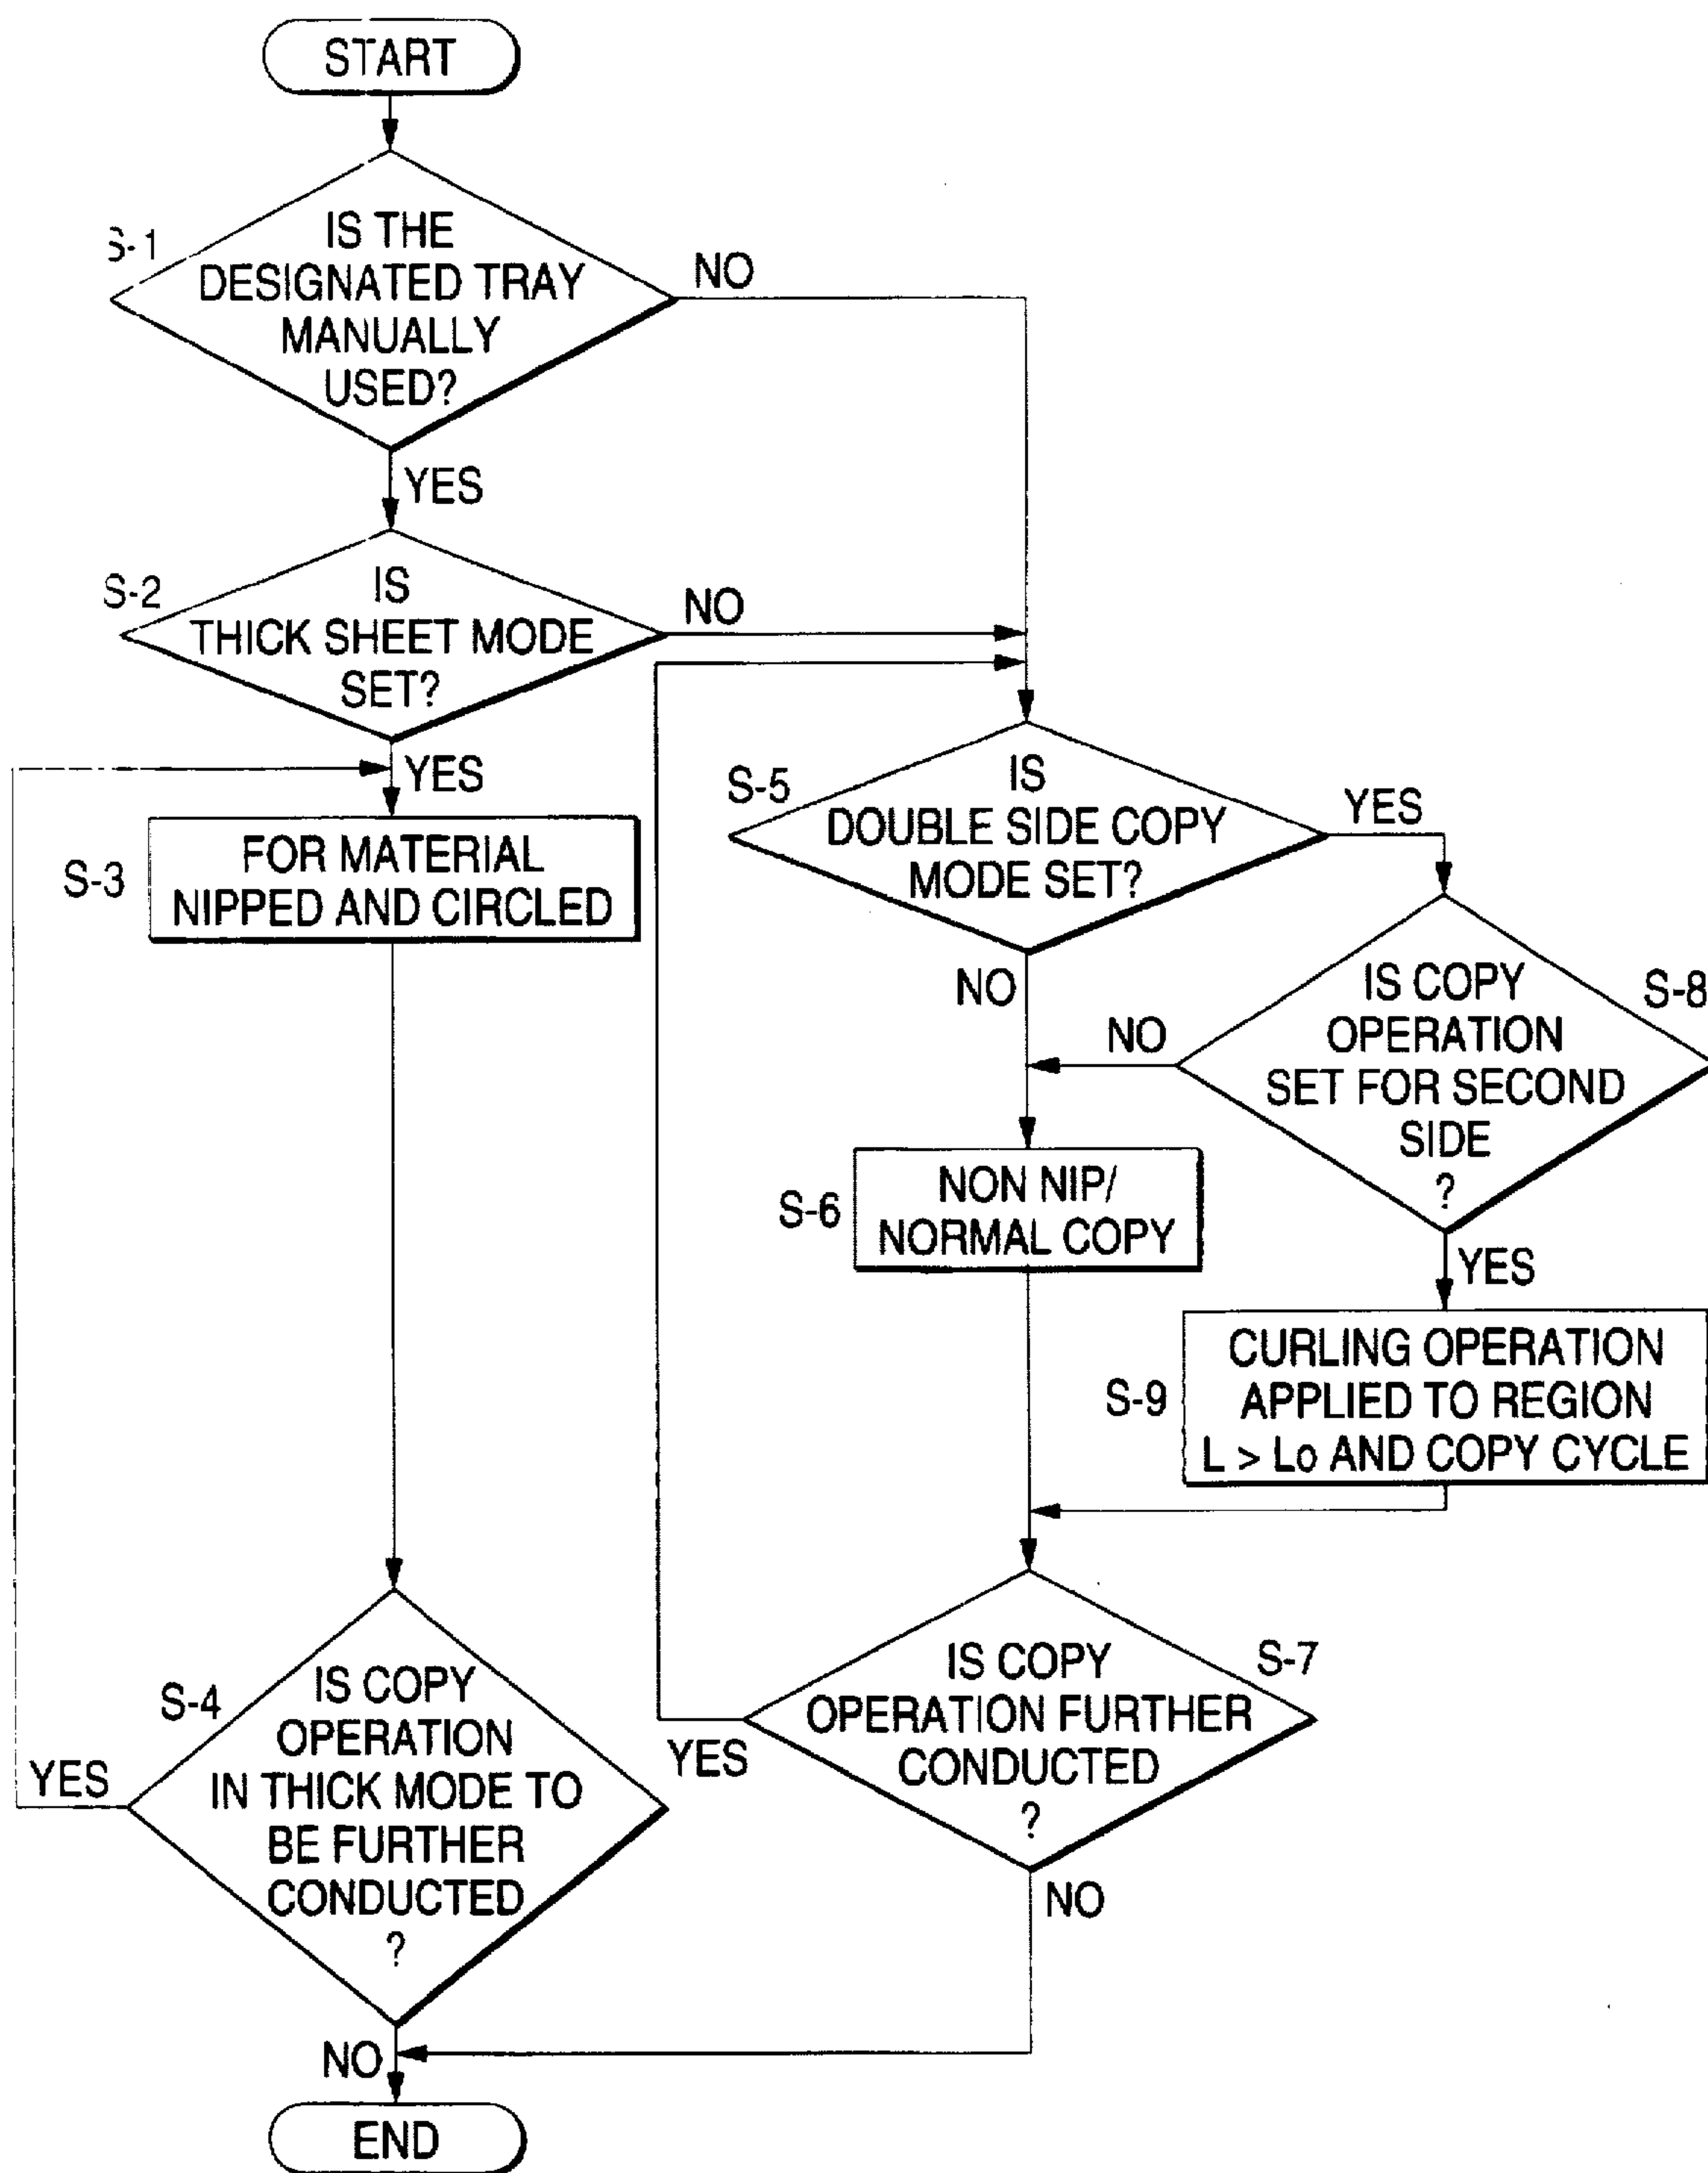 START
S-1
IS THE
DESIGNATED TRAY
MANUALLY
USED?
NO
YES
S-2
IS
THICK SHEET MODE
SET?
NO
YES
S-3
FOR MATERIAL
NIPPED AND CIRCLED
S-5
IS
DOUBLE SIDE COPY
MODE SET?
YES
NO
S-8
IS COPY
OPERATION
SET FOR SECOND
SIDE
?
NO
YES
S-6
NON NIP/
NORMAL COPY
S-9
CURLING OPERATION
APPLIED TO REGION
L > Lo AND COPY CYCLE
S-7
IS COPY
OPERATION FURTHER
CONDUCTED
?
YES
NO
S-4
IS COPY
OPERATION
IN THICK MODE TO
BE FURTHER
CONDUCTED
?
YES
NO
END